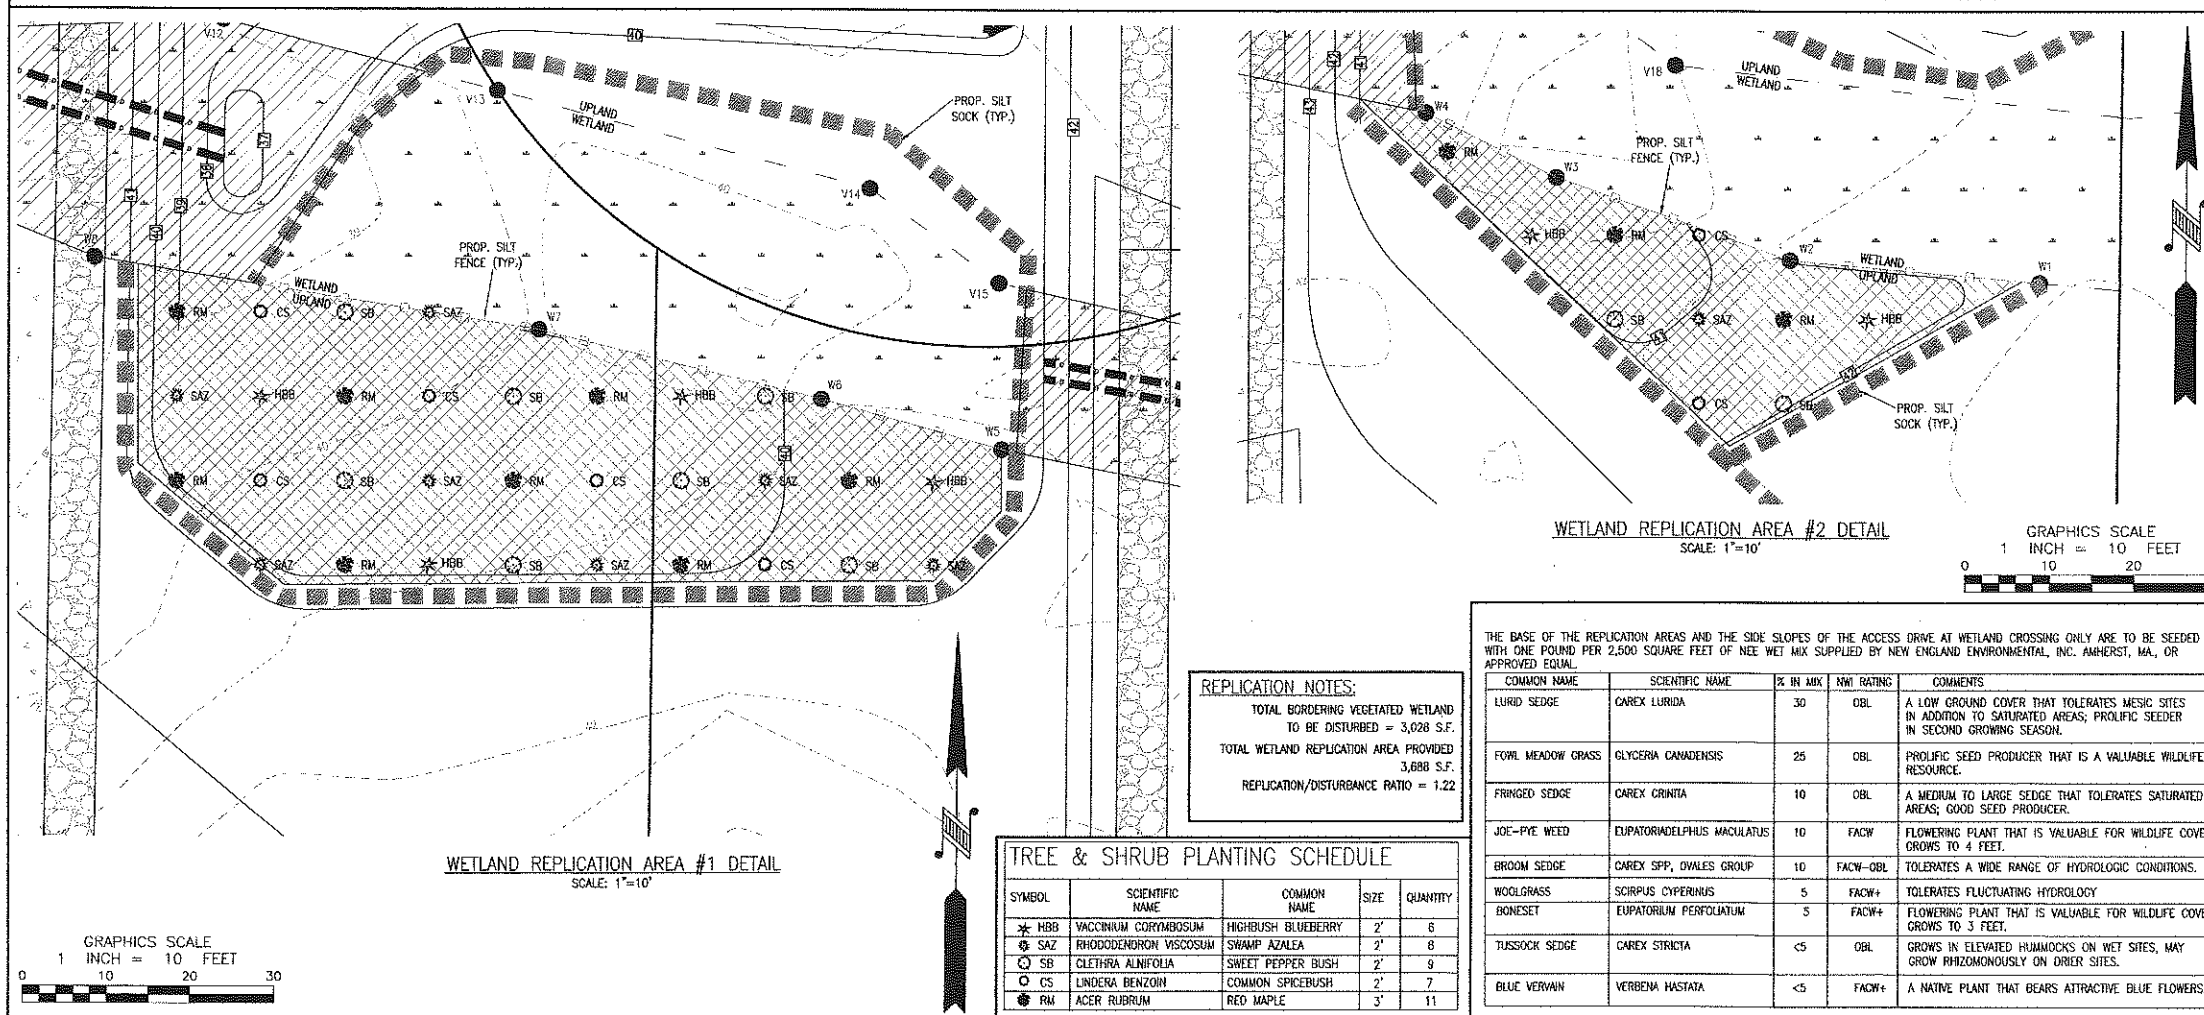 V12
40
37
38
41
40
39
V13
UPLAND
WETLAND
PROP. SILT
SOCK (TYP.)
42
40
V14
39
PROP. SILT
FENCE (TYP.)
W8
WETLAND
UPLAND
V15
RM CS SB SAZ
W7
W6
SAZ HBB RM CS SB RM HBB SB
40
W5
40
RM CS SB SAZ RM CS SB SAZ RM HBB
SAZ RM HBB SB SAZ RM CS SB SAZ
WETLAND REPLICATION AREA #1 DETAIL
SCALE: 1"=10'
GRAPHICS SCALE
1 INCH = 10 FEET
0 10 20 30
42
41
43
V18
UPLAND
WETLAND
W4
RM
PROP. SILT
FENCE (TYP.)
W3
HBB RM CS
W2
WETLAND
UPLAND
W1
42
SB SAZ RM HBB
41
42
CS SB
PROP. SILT
SOCK (TYP.)
WETLAND REPLICATION AREA #2 DETAIL
SCALE: 1"=10'
GRAPHICS SCALE
1 INCH = 10 FEET
0 10 20
REPLICATION NOTES:
TOTAL BORDERING VEGETATED WETLAND
TO BE DISTURBED = 3,028 S.F.
TOTAL WETLAND REPLICATION AREA PROVIDED
3,688 S.F.
REPLICATION/DISTURBANCE RATIO = 1.22
TREE & SHRUB PLANTING SCHEDULE
SYMBOL SCIENTIFIC NAME COMMON NAME SIZE QUANTITY
HBB VACCINIUM CORYMBOSUM HIGHBUSH BLUEBERRY 2' 6
SAZ RHODODENDRON VISCOSUM SWAMP AZALEA 2' 8
SB CLETHRA ALNIFOLIA SWEET PEPPER BUSH 2' 9
CS LINDERA BENZOIN COMMON SPICEBUSH 2' 7
RM ACER RUBRUM RED MAPLE 3' 11
THE BASE OF THE REPLICATION AREAS AND THE SIDE SLOPES OF THE ACCESS DRIVE AT WETLAND CROSSING ONLY ARE TO BE SEEDED
WITH ONE POUND PER 2,500 SQUARE FEET OF NEE WET MIX SUPPLIED BY NEW ENGLAND ENVIRONMENTAL, INC. AMHERST, MA., OR
APPROVED EQUAL.
COMMON NAME SCIENTIFIC NAME % IN MIX NWI RATING COMMENTS
LURID SEDGE CAREX LURIDA 30 OBL A LOW GROUND COVER THAT TOLERATES MESIC SITES
IN ADDITION TO SATURATED AREAS; PROLIFIC SEEDER
IN SECOND GROWING SEASON.
FOWL MEADOW GRASS GLYCERIA CANADENSIS 25 OBL PROLIFIC SEED PRODUCER THAT IS A VALUABLE WILDLIFE
RESOURCE.
FRINGED SEDGE CAREX CRINITA 10 OBL A MEDIUM TO LARGE SEDGE THAT TOLERATES SATURATED
AREAS; GOOD SEED PRODUCER.
JOE-PYE WEED EUPATORIADELPHUS MACULATUS 10 FACW FLOWERING PLANT THAT IS VALUABLE FOR WILDLIFE COVE
GROWS TO 4 FEET.
BROOM SEDGE CAREX SPP, OVALES GROUP 10 FACW-OBL TOLERATES A WIDE RANGE OF HYDROLOGIC CONDITIONS.
WOOLGRASS SCIRPUS CYPERINUS 5 FACW+ TOLERATES FLUCTUATING HYDROLOGY
BONESET EUPATORIUM PERFOLIATUM 5 FACW+ FLOWERING PLANT THAT IS VALUABLE FOR WILDLIFE COVE
GROWS TO 3 FEET.
TUSSOCK SEDGE CAREX STRICTA <5 OBL GROWS IN ELEVATED HUMMOCKS ON WET SITES, MAY
GROW RHIZOMONOUSLY ON DRIER SITES.
BLUE VERVAIN VERBENA HASTATA <5 FACW+ A NATIVE PLANT THAT BEARS ATTRACTIVE BLUE FLOWERS